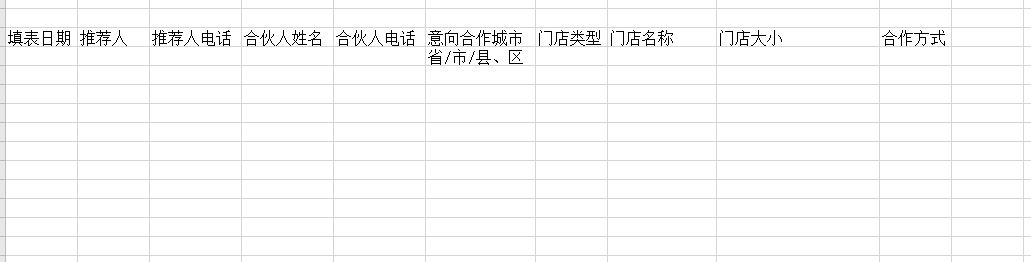 填表日期 推荐人 推荐人电话 合伙人姓名 合伙人电话 意向合作城市 门店类型 门店名称 门店大小 合作方式
省/市/县、区